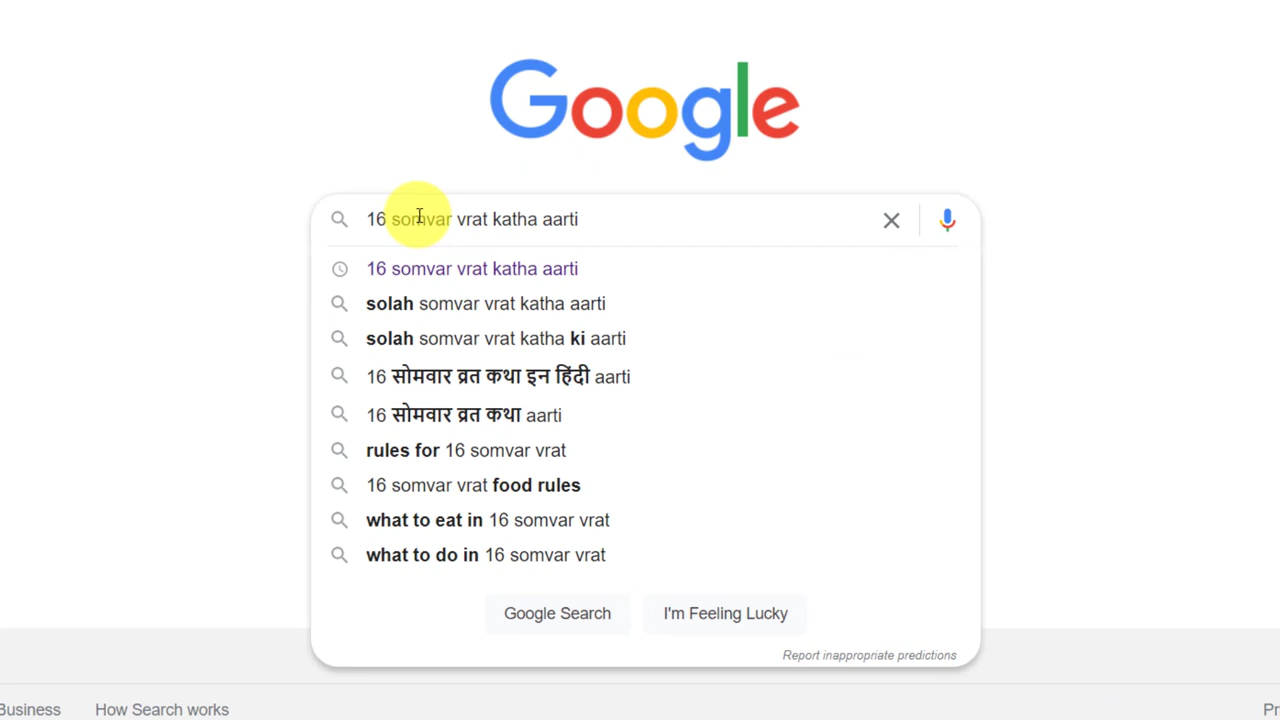 Google
16 somvar vrat katha aarti
16 somvar vrat katha aarti
solah somvar vrat katha aarti
solah somvar vrat katha ki aarti
16 सोमवार व्रत कथा इन हिंदी aarti
16 सोमवार व्रत कथा aarti
rules for 16 somvar vrat
16 somvar vrat food rules
what to eat in 16 somvar vrat
what to do in 16 somvar vrat
Google Search I'm Feeling Lucky
Report inappropriate predictions
Business How Search works